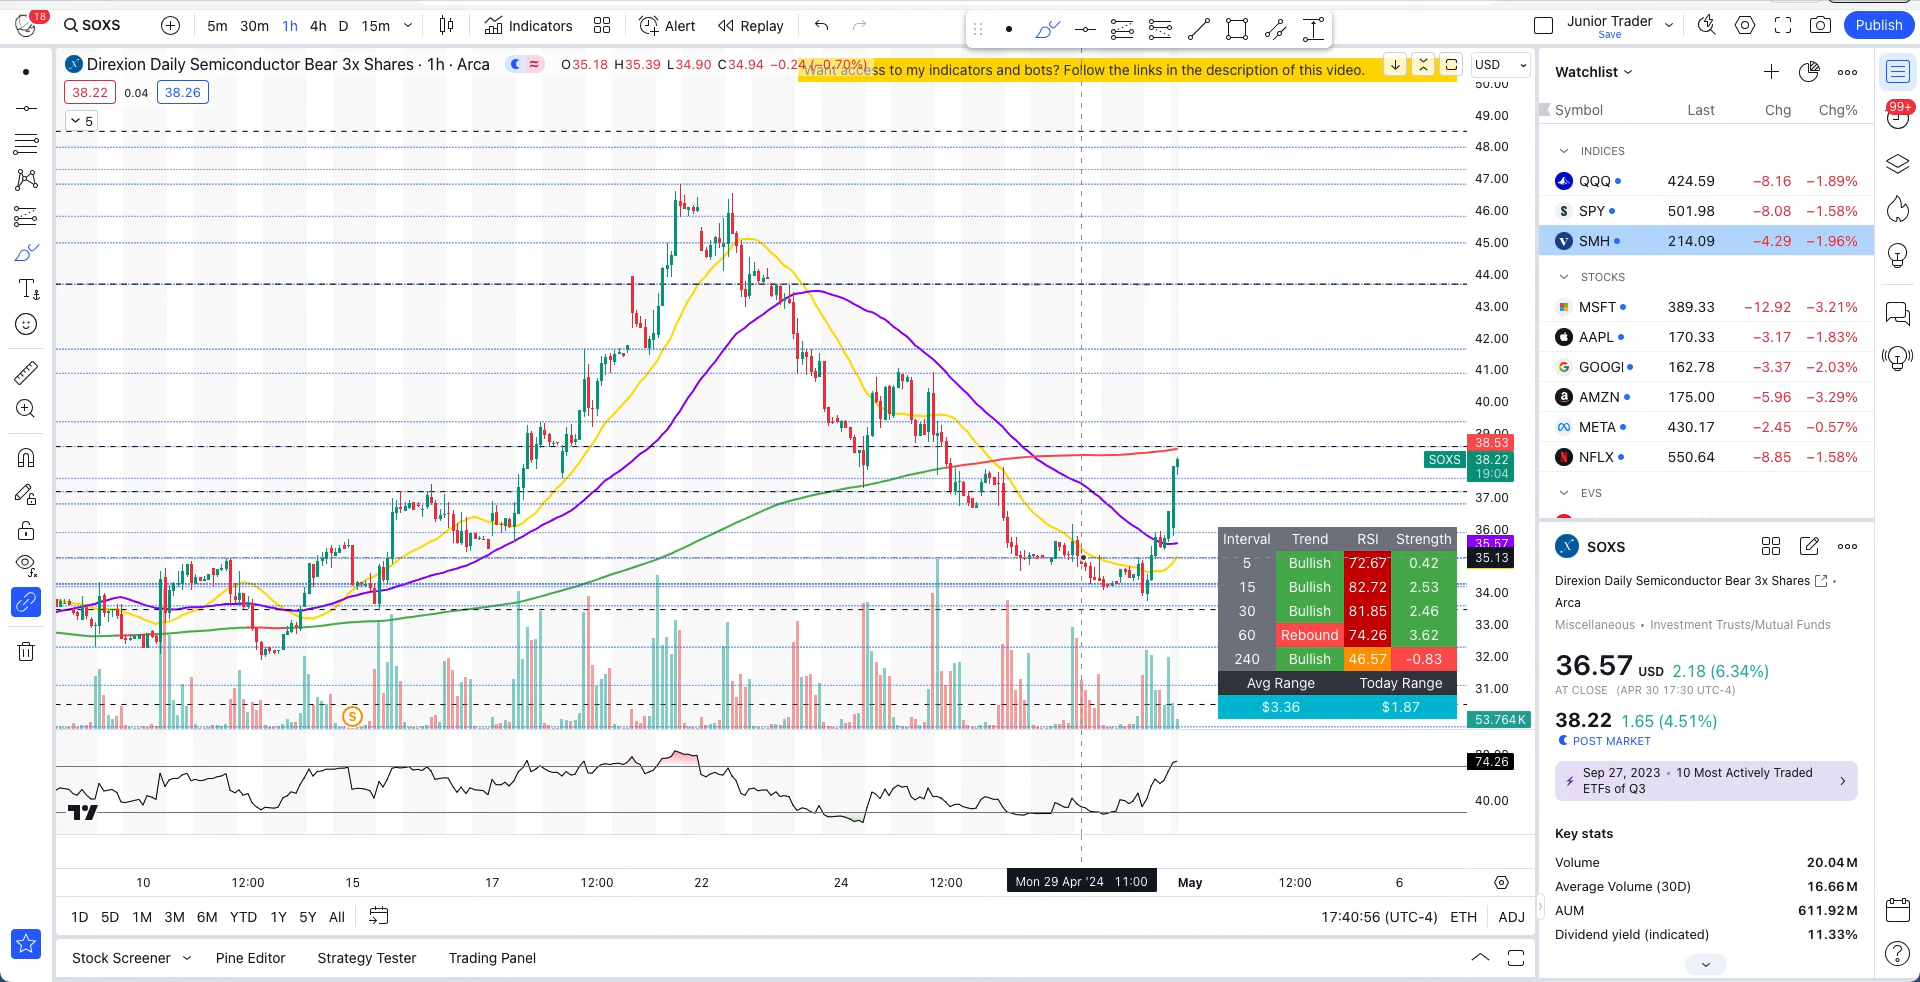 18
SOXS
5m 30m 1h 4h D 15m
Indicators
Alert
Replay
Junior Trader
Save
Publish
Direxion Daily Semiconductor Bear 3x Shares · 1h · Arca
O35.18 H35.39 L34.90 C34.94 −0.24 (−0.70%)
Want access to my indicators and bots? Follow the links in the description of this video.
USD
38.22 0.04 38.26
5
50.00
49.00
48.00
47.00
46.00
45.00
44.00
43.00
42.00
41.00
40.00
39.00
38.53
SOXS 38.22
19:04
37.00
36.00
35.57
35.13
34.00
33.00
32.00
31.00
53.764K
Interval Trend RSI Strength
5 Bullish 72.67 0.42
15 Bullish 82.72 2.53
30 Bullish 81.85 2.46
60 Rebound 74.26 3.62
240 Bullish 46.57 -0.83
Avg Range Today Range
$3.36 $1.87
S
74.26
40.00
10 12:00 15 17 12:00 22 24 12:00 Mon 29 Apr '24 11:00 May 12:00 6
1D 5D 1M 3M 6M YTD 1Y 5Y All
17:40:56 (UTC-4) ETH ADJ
Stock Screener Pine Editor Strategy Tester Trading Panel
Watchlist
Symbol Last Chg Chg%
INDICES
QQQ 424.59 −8.16 −1.89%
SPY 501.98 −8.08 −1.58%
SMH 214.09 −4.29 −1.96%
STOCKS
MSFT 389.33 −12.92 −3.21%
AAPL 170.33 −3.17 −1.83%
GOOGl 162.78 −3.37 −2.03%
AMZN 175.00 −5.96 −3.29%
META 430.17 −2.45 −0.57%
NFLX 550.64 −8.85 −1.58%
EVS
SOXS
Direxion Daily Semiconductor Bear 3x Shares •
Arca
Miscellaneous • Investment Trusts/Mutual Funds
36.57 USD 2.18 (6.34%)
AT CLOSE (APR 30 17:30 UTC-4)
38.22 1.65 (4.51%)
POST MARKET
Sep 27, 2023 • 10 Most Actively Traded
ETFs of Q3
Key stats
Volume 20.04M
Average Volume (30D) 16.66M
AUM 611.92M
Dividend yield (indicated) 11.33%
99+